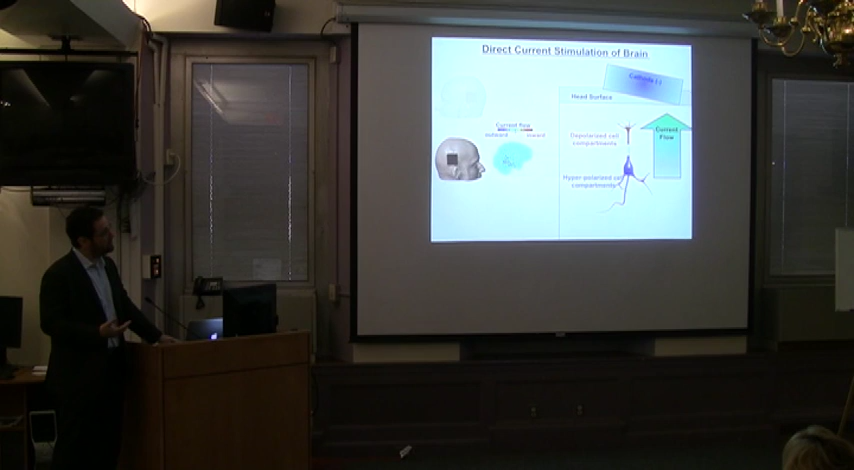 Direct Current Stimulation of Brain
Cathode (-)
Head Surface
Current flow
outward inward
Depolarized cell
compartments
Current
Flow
Hyper-polarized cell
compartments